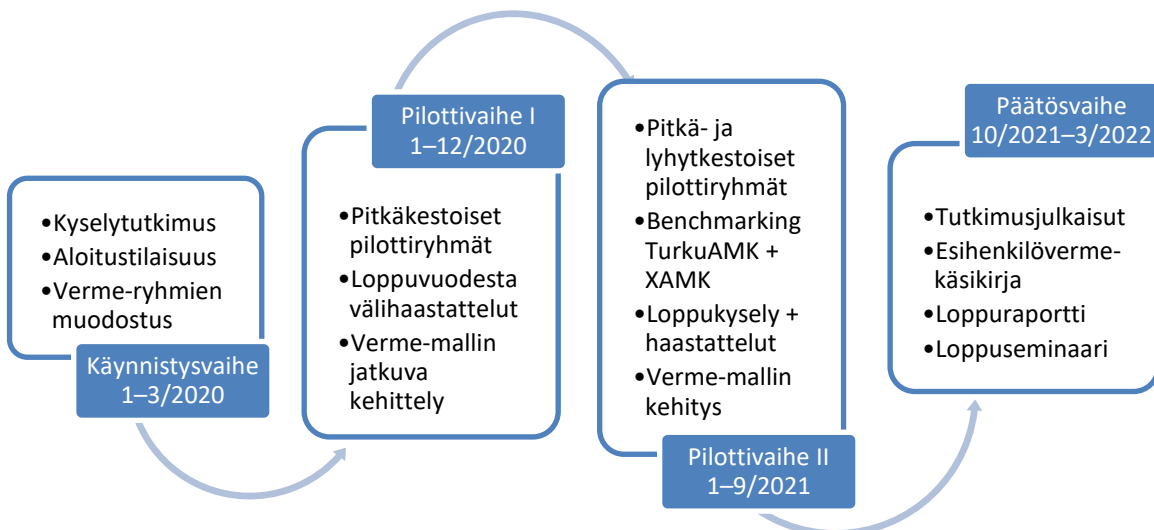 •Kyselytutkimus
•Aloitustilaisuus
•Verme-ryhmien
muodostus
Käynnistysvaihe
1–3/2020
Pilottivaihe I
1–12/2020
•Pitkäkestoiset
pilottiryhmät
•Loppuvuodesta
välihaastattelut
•Verme-mallin
jatkuva
kehittely
•Pitkä- ja
lyhytkestoiset
pilottiryhmät
•Benchmarking
TurkuAMK +
XAMK
•Loppukysely +
haastattelut
•Verme-mallin
kehitys
Pilottivaihe II
1–9/2021
Päätösvaihe
10/2021–3/2022
•Tutkimusjulkaisut
•Esihenkilöverme-
käsikirja
•Loppuraportti
•Loppuseminaari